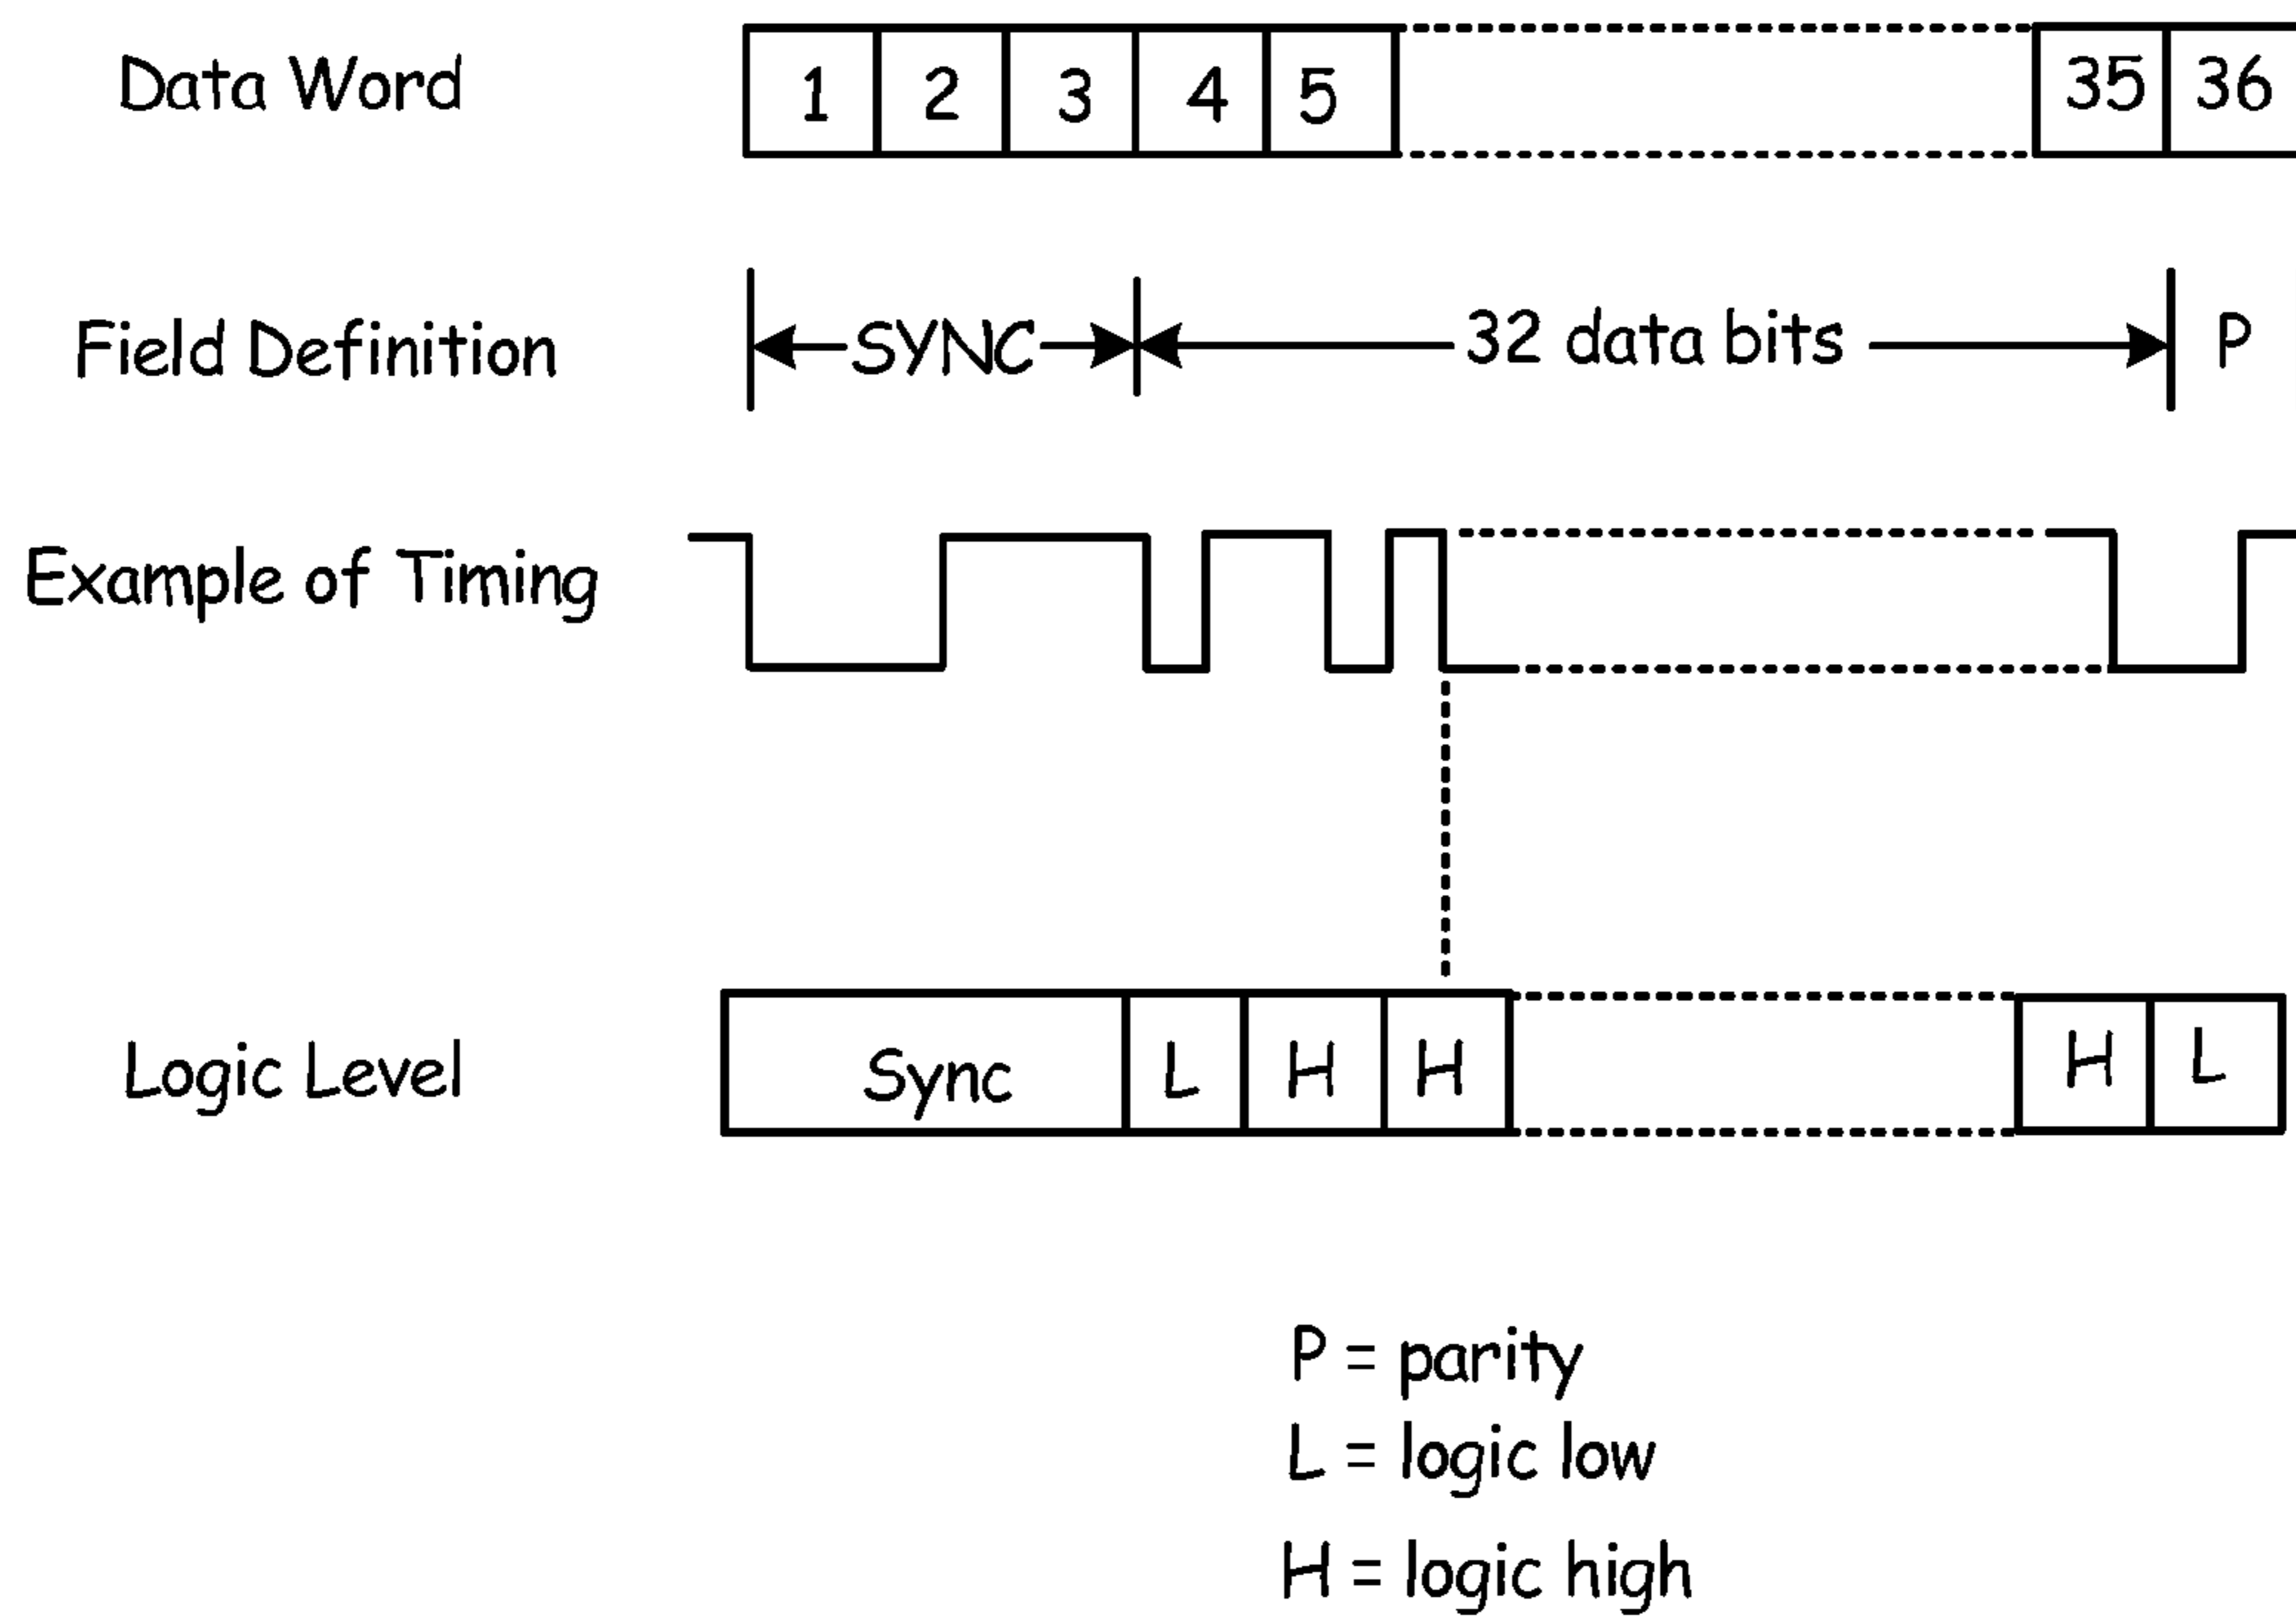 Data Word 1 2 3 4 5 35 36
Field Definition SYNC 32 data bits P
Example of Timing
Logic Level Sync L H H H L
P = parity
L = logic low
H = logic high